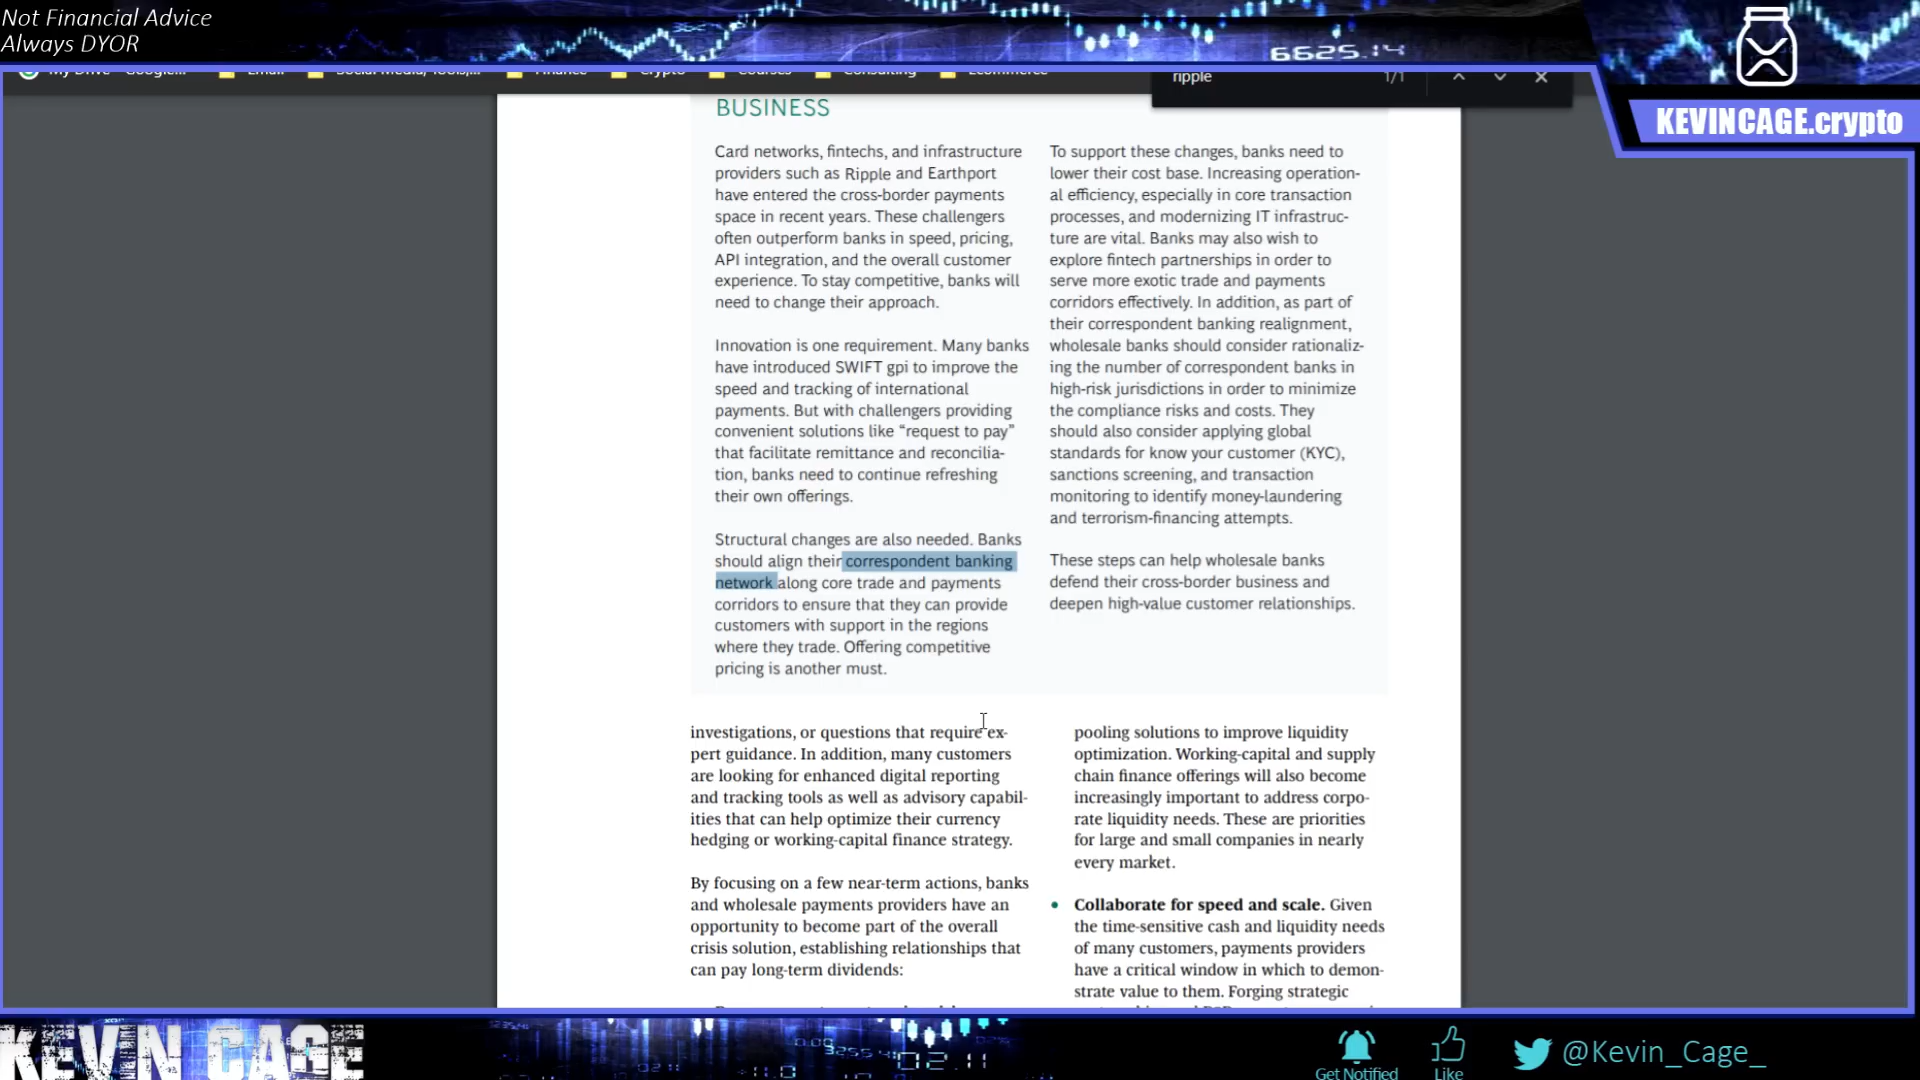 Not Financial Advice
Always DYOR
6625.14
My Drive - Google...
Email
Social Media, Tools,...
Finance
Crypto
Courses
Consulting
Ecommerce
ripple
1/1
KEVINCAGE.crypto
BUSINESS
Card networks, fintechs, and infrastructure
providers such as Ripple and Earthport
have entered the cross-border payments
space in recent years. These challengers
often outperform banks in speed, pricing,
API integration, and the overall customer
experience. To stay competitive, banks will
need to change their approach.
Innovation is one requirement. Many banks
have introduced SWIFT gpi to improve the
speed and tracking of international
payments. But with challengers providing
convenient solutions like “request to pay”
that facilitate remittance and reconcilia-
tion, banks need to continue refreshing
their own offerings.
Structural changes are also needed. Banks
should align their correspondent banking
network along core trade and payments
corridors to ensure that they can provide
customers with support in the regions
where they trade. Offering competitive
pricing is another must.
To support these changes, banks need to
lower their cost base. Increasing operation-
al efficiency, especially in core transaction
processes, and modernizing IT infrastruc-
ture are vital. Banks may also wish to
explore fintech partnerships in order to
serve more exotic trade and payments
corridors effectively. In addition, as part of
their correspondent banking realignment,
wholesale banks should consider rationaliz-
ing the number of correspondent banks in
high-risk jurisdictions in order to minimize
the compliance risks and costs. They
should also consider applying global
standards for know your customer (KYC),
sanctions screening, and transaction
monitoring to identify money-laundering
and terrorism-financing attempts.
These steps can help wholesale banks
defend their cross-border business and
deepen high-value customer relationships.
investigations, or questions that require ex-
pert guidance. In addition, many customers
are looking for enhanced digital reporting
and tracking tools as well as advisory capabil-
ities that can help optimize their currency
hedging or working-capital finance strategy.
By focusing on a few near-term actions, banks
and wholesale payments providers have an
opportunity to become part of the overall
crisis solution, establishing relationships that
can pay long-term dividends:
pooling solutions to improve liquidity
optimization. Working-capital and supply
chain finance offerings will also become
increasingly important to address corpo-
rate liquidity needs. These are priorities
for large and small companies in nearly
every market.
• Collaborate for speed and scale. Given
the time-sensitive cash and liquidity needs
of many customers, payments providers
have a critical window in which to demon-
strate value to them. Forging strategic
KEVIN CAGE
02.11
Get Notified
Like
@Kevin_Cage_